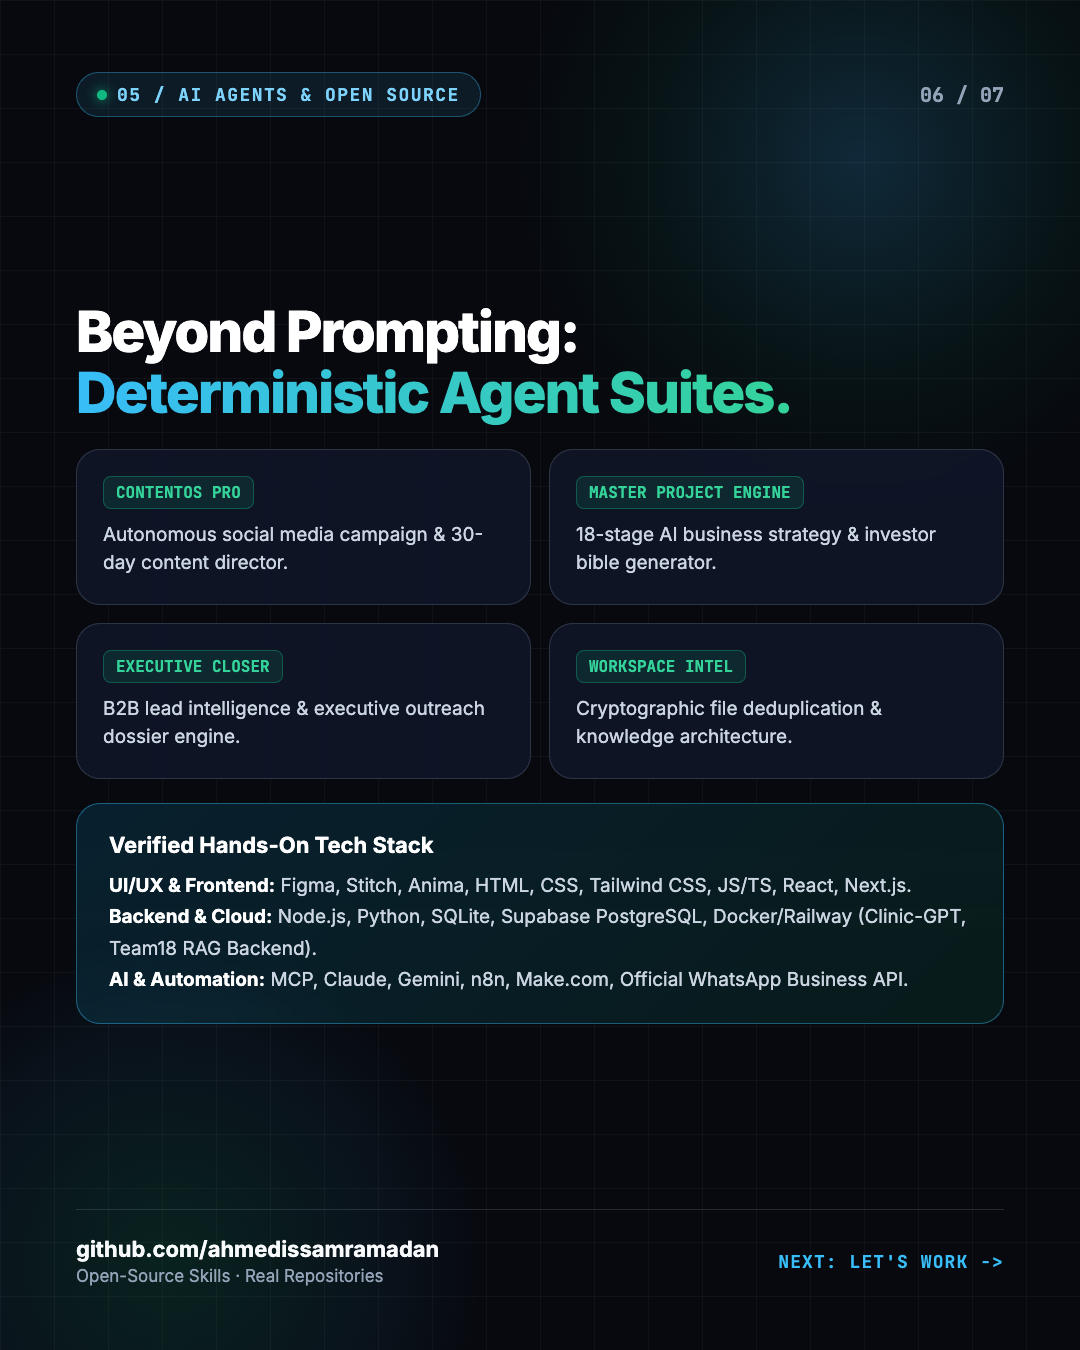 05 / AI AGENTS & OPEN SOURCE
06 / 07
Beyond Prompting:
Deterministic Agent Suites.
CONTENTOS PRO
Autonomous social media campaign & 30-
day content director.
MASTER PROJECT ENGINE
18-stage AI business strategy & investor
bible generator.
EXECUTIVE CLOSER
B2B lead intelligence & executive outreach
dossier engine.
WORKSPACE INTEL
Cryptographic file deduplication &
knowledge architecture.
Verified Hands-On Tech Stack
UI/UX & Frontend: Figma, Stitch, Anima, HTML, CSS, Tailwind CSS, JS/TS, React, Next.js.
Backend & Cloud: Node.js, Python, SQLite, Supabase PostgreSQL, Docker/Railway (Clinic-GPT,
Team18 RAG Backend).
AI & Automation: MCP, Claude, Gemini, n8n, Make.com, Official WhatsApp Business API.
github.com/ahmedissamramadan
Open-Source Skills · Real Repositories
NEXT: LET'S WORK ->